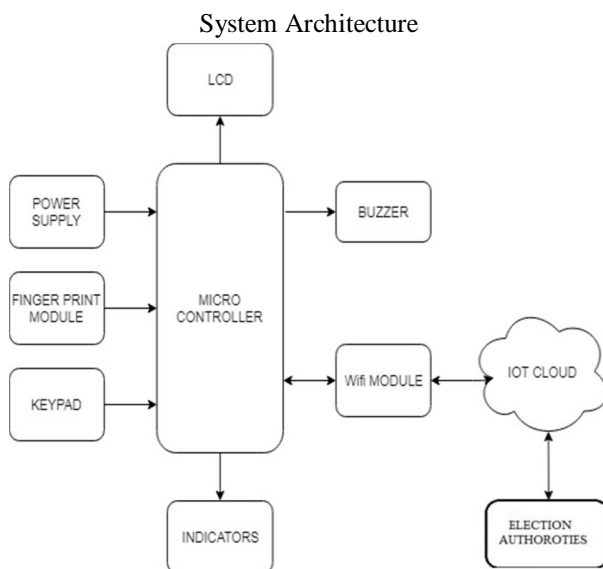 System Architecture
LCD
POWER
SUPPLY
BUZZER
FINGER PRINT
MODULE
MICRO
CONTROLLER
KEYPAD
Wifi MODULE
IOT CLOUD
INDICATORS
ELECTION
AUTHOROTIES